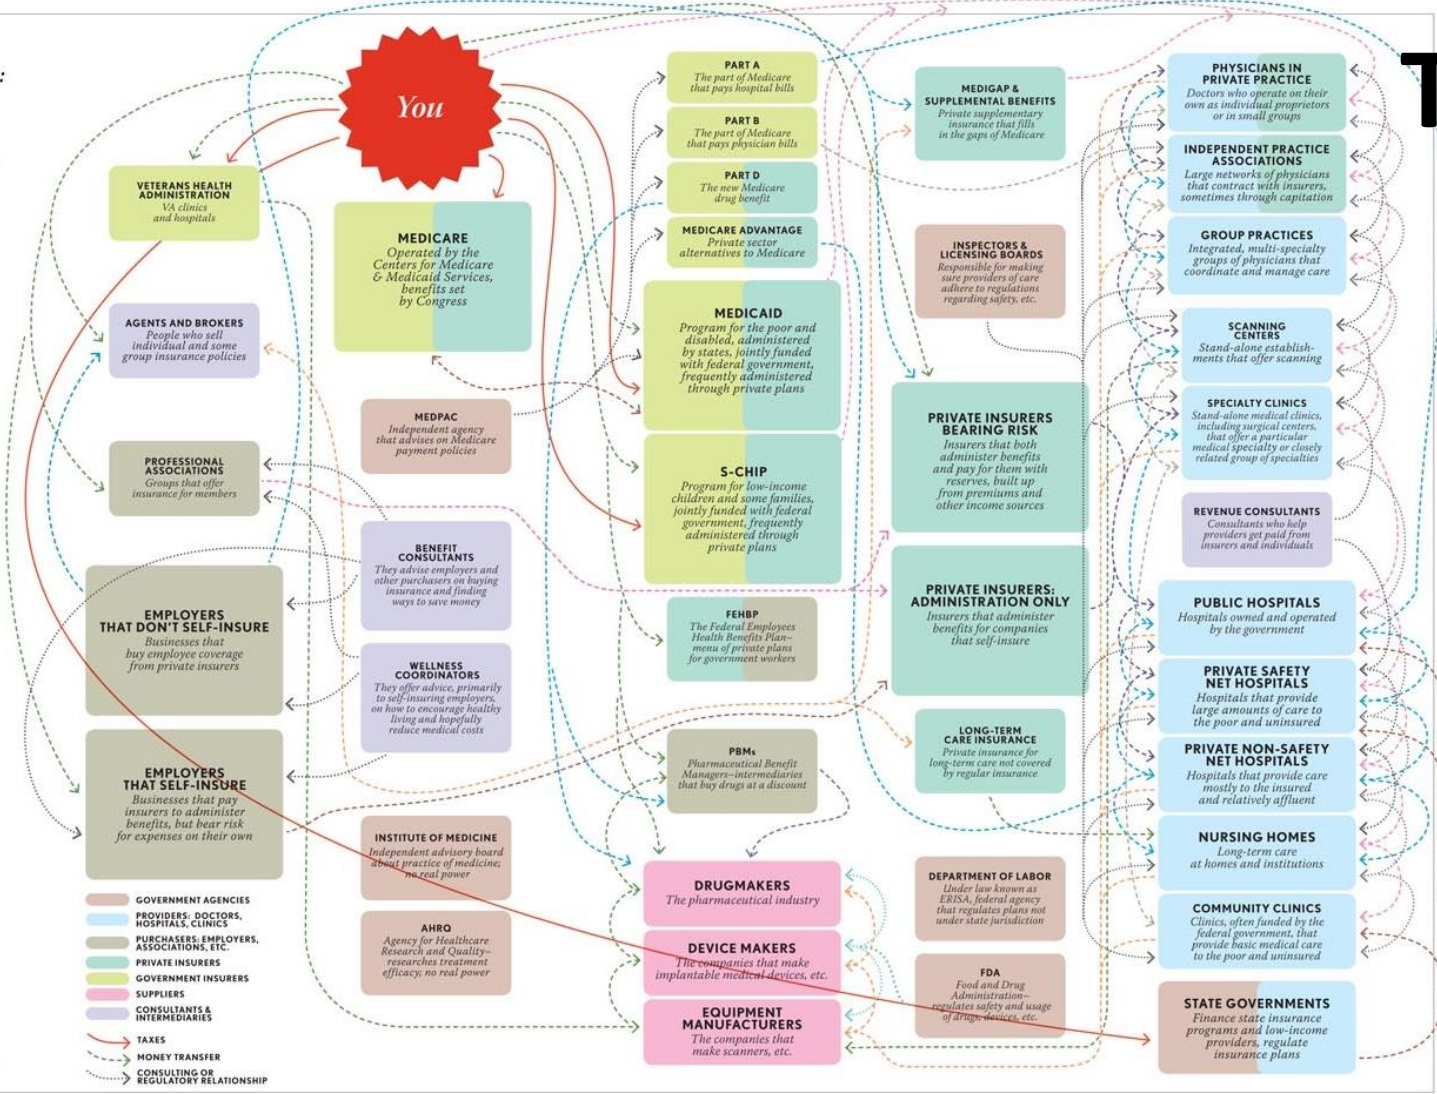 :
T
You
VETERANS HEALTH
ADMINISTRATION
VA clinics
and hospitals
AGENTS AND BROKERS
People who sell
individual and some
group insurance policies
PROFESSIONAL
ASSOCIATIONS
Groups that offer
insurance for members
EMPLOYERS
THAT DON'T SELF-INSURE
Businesses that
buy employee coverage
from private insurers
EMPLOYERS
THAT SELF-INSURE
Businesses that pay
insurers to administer
benefits, but bear risk
for expenses on their own
GOVERNMENT AGENCIES
PROVIDERS: DOCTORS,
HOSPITALS, CLINICS
PURCHASERS: EMPLOYERS,
ASSOCIATIONS, ETC.
PRIVATE INSURERS
GOVERNMENT INSURERS
SUPPLIERS
CONSULTANTS &
INTERMEDIARIES
TAXES
MONEY TRANSFER
CONSULTING OR
REGULATORY RELATIONSHIP
MEDICARE
Operated by the
Centers for Medicare
& Medicaid Services,
benefits set
by Congress
MEDPAC
Independent agency
that advises on Medicare
payment policies
BENEFIT
CONSULTANTS
They advise employers and
other purchasers on buying
insurance and finding
ways to save money
WELLNESS
COORDINATORS
They offer advice, primarily
to self-insuring employers,
on how to encourage healthy
living and hopefully
reduce medical costs
INSTITUTE OF MEDICINE
Independent advisory board
about practice of medicine;
no real power
AHRQ
Agency for Healthcare
Research and Quality–
researches treatment
efficacy; no real power
PART A
The part of Medicare
that pays hospital bills
PART B
The part of Medicare
that pays physician bills
PART D
The new Medicare
drug benefit
MEDICARE ADVANTAGE
Private sector
alternatives to Medicare
MEDICAID
Program for the poor and
disabled, administered
by states, jointly funded
with federal government,
frequently administered
through private plans
S-CHIP
Program for low-income
children and some families,
jointly funded with federal
government, frequently
administered through
private plans
FEHBP
The Federal Employees
Health Benefits Plan–
menu of private plans
for government workers
PBMs
Pharmaceutical Benefit
Managers–intermediaries
that buy drugs at a discount
DRUGMAKERS
The pharmaceutical industry
DEVICE MAKERS
The companies that make
implantable medical devices, etc.
EQUIPMENT
MANUFACTURERS
The companies that
make scanners, etc.
MEDIGAP &
SUPPLEMENTAL BENEFITS
Private supplementary
insurance that fills
in the gaps of Medicare
INSPECTORS &
LICENSING BOARDS
Responsible for making
sure providers of care
adhere to regulations
regarding safety, etc.
PRIVATE INSURERS
BEARING RISK
Insurers that both
administer benefits
and pay for them with
reserves, built up
from premiums and
other income sources
PRIVATE INSURERS:
ADMINISTRATION ONLY
Insurers that administer
benefits for companies
that self-insure
LONG-TERM
CARE INSURANCE
Private insurance for
long-term care not covered
by regular insurance
DEPARTMENT OF LABOR
Under law known as
ERISA, federal agency
that regulates plans not
under state jurisdiction
FDA
Food and Drug
Administration–
regulates safety and usage
of drugs, devices, etc.
PHYSICIANS IN
PRIVATE PRACTICE
Doctors who operate on their
own as individual proprietors
or in small groups
INDEPENDENT PRACTICE
ASSOCIATIONS
Large networks of physicians
that contract with insurers,
sometimes through capitation
GROUP PRACTICES
Integrated, multi-specialty
groups of physicians that
coordinate and manage care
SCANNING
CENTERS
Stand-alone establish-
ments that offer scanning
SPECIALTY CLINICS
Stand-alone medical clinics,
including surgical centers,
that offer a particular
medical specialty or closely
related group of specialties
REVENUE CONSULTANTS
Consultants who help
providers get paid from
insurers and individuals
PUBLIC HOSPITALS
Hospitals owned and operated
by the government
PRIVATE SAFETY
NET HOSPITALS
Hospitals that provide
large amounts of care to
the poor and uninsured
PRIVATE NON-SAFETY
NET HOSPITALS
Hospitals that provide care
mostly to the insured
and relatively affluent
NURSING HOMES
Long-term care
at homes and institutions
COMMUNITY CLINICS
Clinics, often funded by the
federal government, that
provide basic medical care
to the poor and uninsured
STATE GOVERNMENTS
Finance state insurance
programs and low-income
providers, regulate
insurance plans